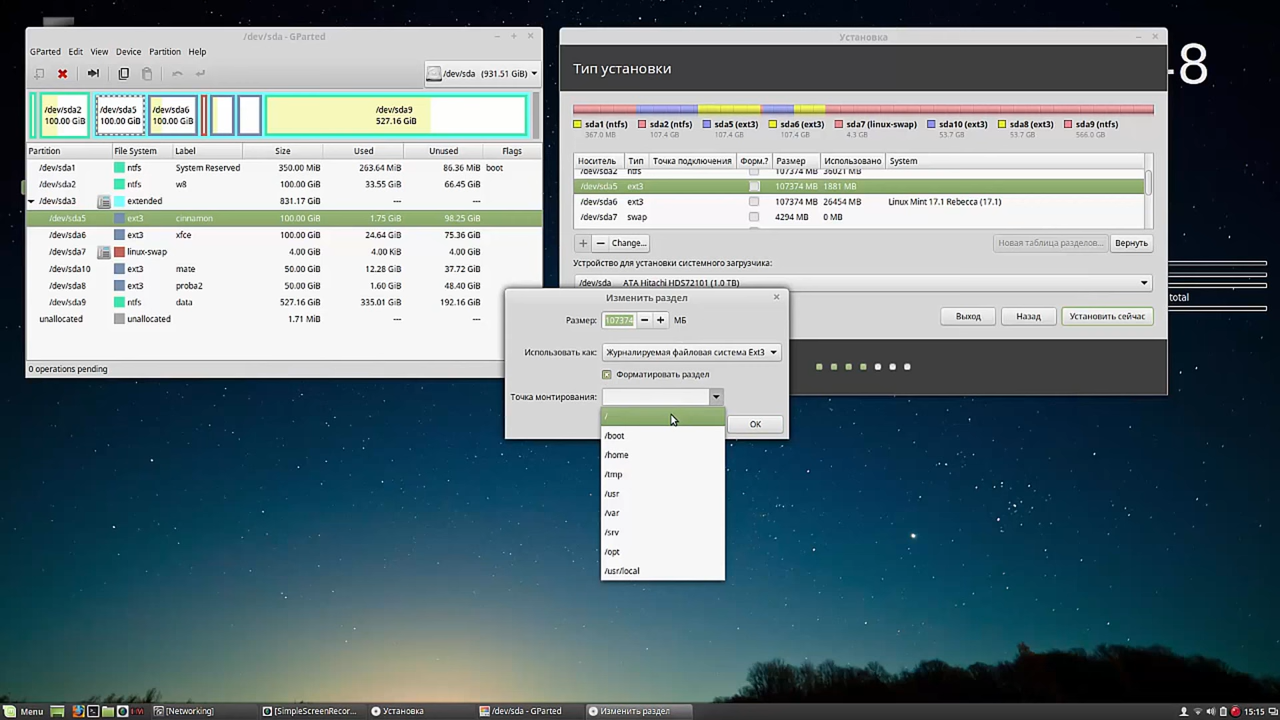 /dev/sda - GParted
GParted Edit View Device Partition Help
/dev/sda (931.51 GiB)
/dev/sda2 100.00 GiB
/dev/sda5 100.00 GiB
/dev/sda6 100.00 GiB
/dev/sda9 527.16 GiB
Partition File System Label Size Used Unused Flags
/dev/sda1 ntfs System Reserved 350.00 MiB 263.64 MiB 86.36 MiB boot
/dev/sda2 ntfs w8 100.00 GiB 33.55 GiB 66.45 GiB
/dev/sda3 extended 831.17 GiB --- ---
/dev/sda5 ext3 cinnamon 100.00 GiB 1.75 GiB 98.25 GiB
/dev/sda6 ext3 xfce 100.00 GiB 24.64 GiB 75.36 GiB
/dev/sda7 linux-swap 4.00 GiB 4.00 KiB 4.00 GiB
/dev/sda10 ext3 mate 50.00 GiB 12.28 GiB 37.72 GiB
/dev/sda8 ext3 proba2 50.00 GiB 1.60 GiB 48.40 GiB
/dev/sda9 ntfs data 527.16 GiB 335.01 GiB 192.16 GiB
unallocated unallocated 1.71 MiB --- ---
0 operations pending
Установка
Тип установки
sda1 (ntfs) sda2 (ntfs) sda5 (ext3) sda6 (ext3) sda7 (linux-swap) sda10 (ext3) sda8 (ext3) sda9 (ntfs)
367.0 MB 107.4 GB 107.4 GB 107.4 GB 4.3 GB 53.7 GB 53.7 GB 566.0 GB
Носитель Тип Точка подключения Форм.? Размер Использовано System
/dev/sda2 ntfs 107374 MB 36021 MB
/dev/sda5 ext3 107374 MB 1881 MB
/dev/sda6 ext3 107374 MB 26454 MB Linux Mint 17.1 Rebecca (17.1)
/dev/sda7 swap 4294 MB 0 MB
+ − Change... Новая таблица разделов... Вернуть
Устройство для установки системного загрузчика:
/dev/sda ATA Hitachi HDS72101 (1.0 TB)
Выход Назад Установить сейчас
-8
total
Изменить раздел
Размер: 107374 − + МБ
Использовать как: Журналируемая файловая система Ext3
Форматировать раздел
Точка монтирования:
/
OK
/boot
/home
/tmp
/usr
/var
/srv
/opt
/usr/local
Menu [Networking] [SimpleScreenRecor... Установка /dev/sda - GParted Изменить раздел 15:15